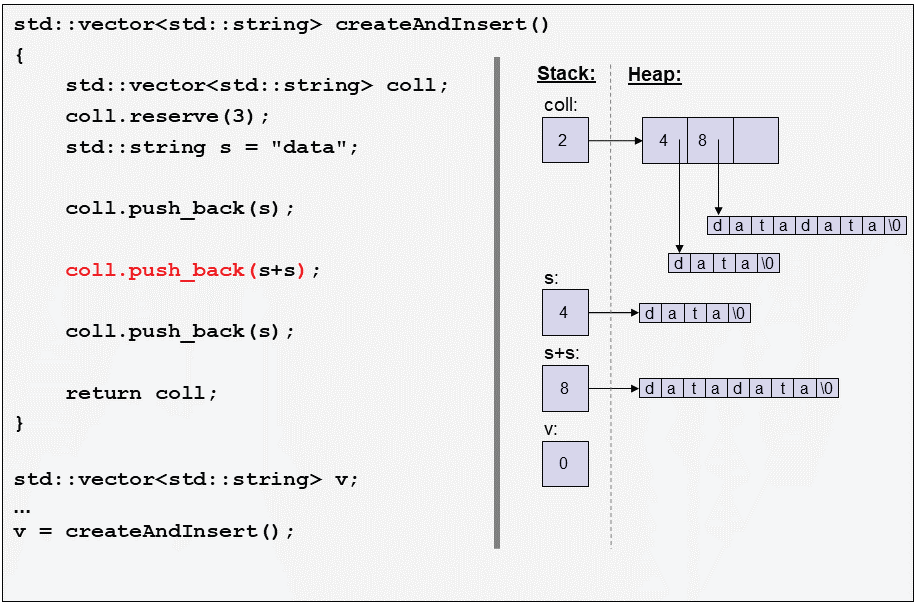 std::vector<std::string> createAndInsert()
{
    std::vector<std::string> coll;
    coll.reserve(3);
    std::string s = "data";
    coll.push_back(s);
    coll.push_back(s+s);
    coll.push_back(s);
    return coll;
}
std::vector<std::string> v;
...
v = createAndInsert();
Stack: Heap:
coll:
2 4 8
d a t a d a t a \0
d a t a \0
s:
4 d a t a \0
s+s:
8 d a t a d a t a \0
v:
0